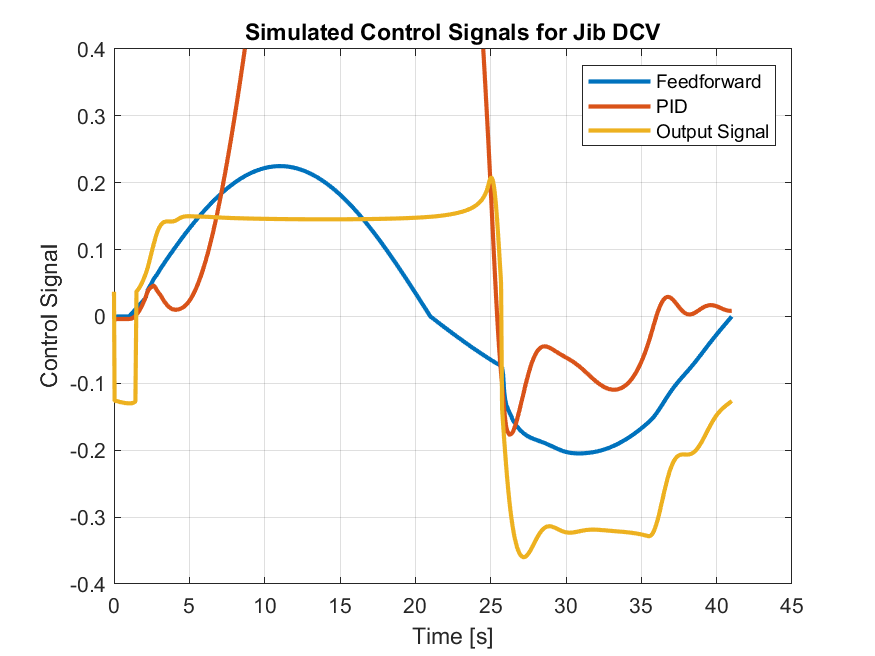 Simulated Control Signals for Jib DCV
Feedforward
PID
Output Signal
Control Signal
0.4
0.3
0.2
0.1
0
-0.1
-0.2
-0.3
-0.4
0 5 10 15 20 25 30 35 40 45
Time [s]